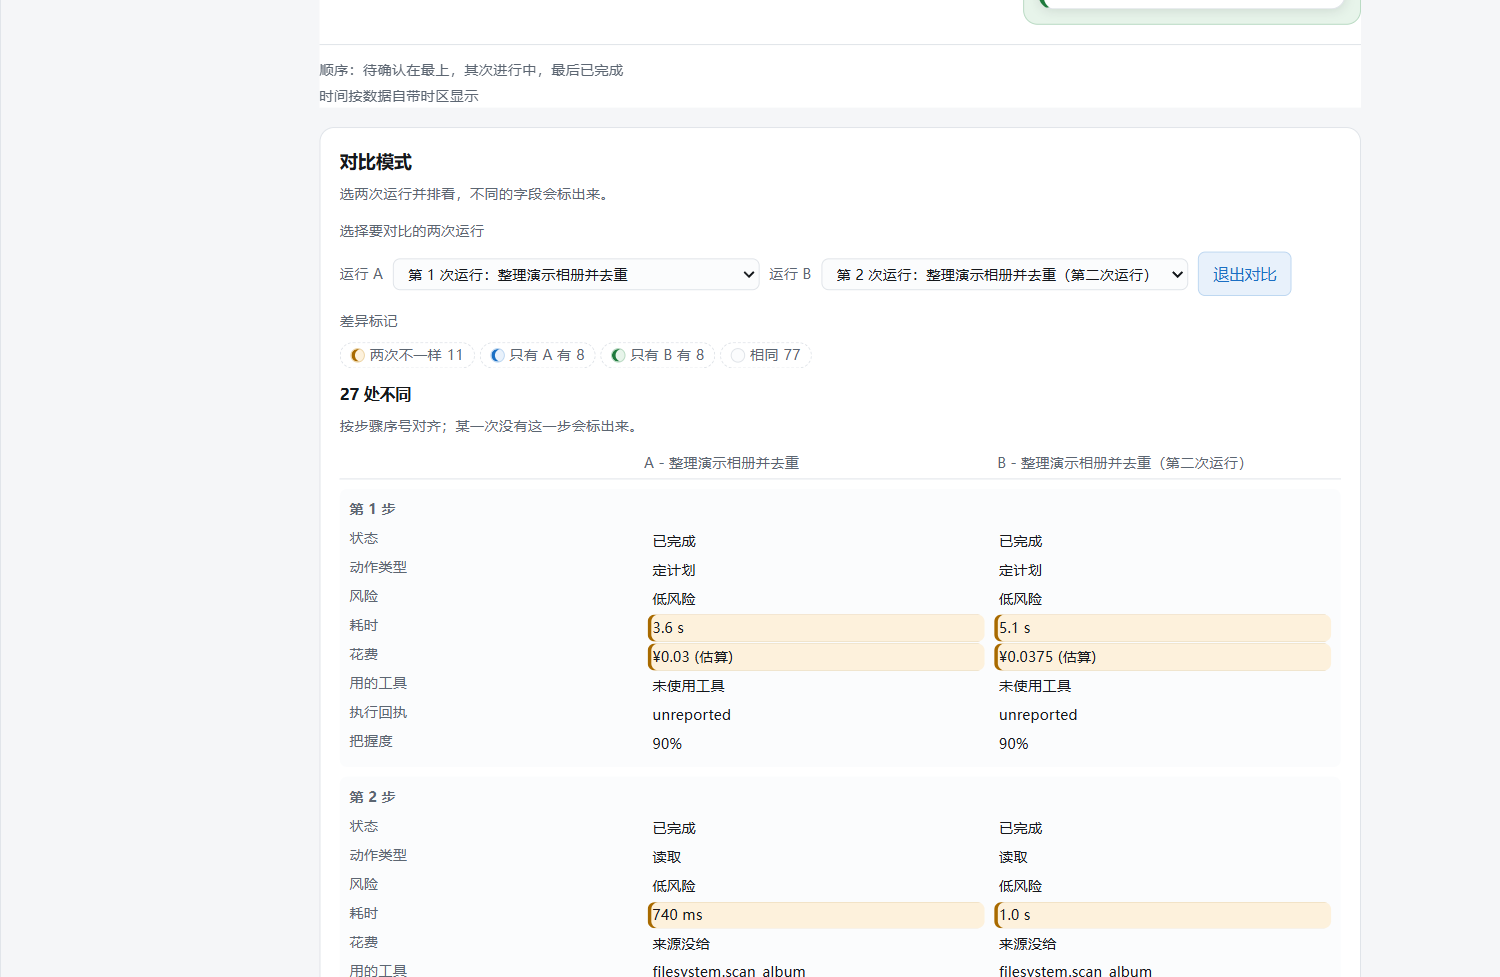 顺序：待确认在最上，其次进行中，最后已完成
时间按数据自带时区显示
对比模式
选两次运行并排看，不同的字段会标出来。
选择要对比的两次运行
运行 A 第 1 次运行：整理演示相册并去重 运行 B 第 2 次运行：整理演示相册并去重（第二次运行） 退出对比
差异标记
两次不一样 11 只有 A 有 8 只有 B 有 8 相同 77
27 处不同
按步骤序号对齐；某一次没有这一步会标出来。
A - 整理演示相册并去重 B - 整理演示相册并去重（第二次运行）
第 1 步
状态 已完成 已完成
动作类型 定计划 定计划
风险 低风险 低风险
耗时 3.6 s 5.1 s
花费 ¥0.03 (估算) ¥0.0375 (估算)
用的工具 未使用工具 未使用工具
执行回执 unreported unreported
把握度 90% 90%
第 2 步
状态 已完成 已完成
动作类型 读取 读取
风险 低风险 低风险
耗时 740 ms 1.0 s
花费 来源没给 来源没给
用的工具 filesystem.scan_album filesystem.scan_album